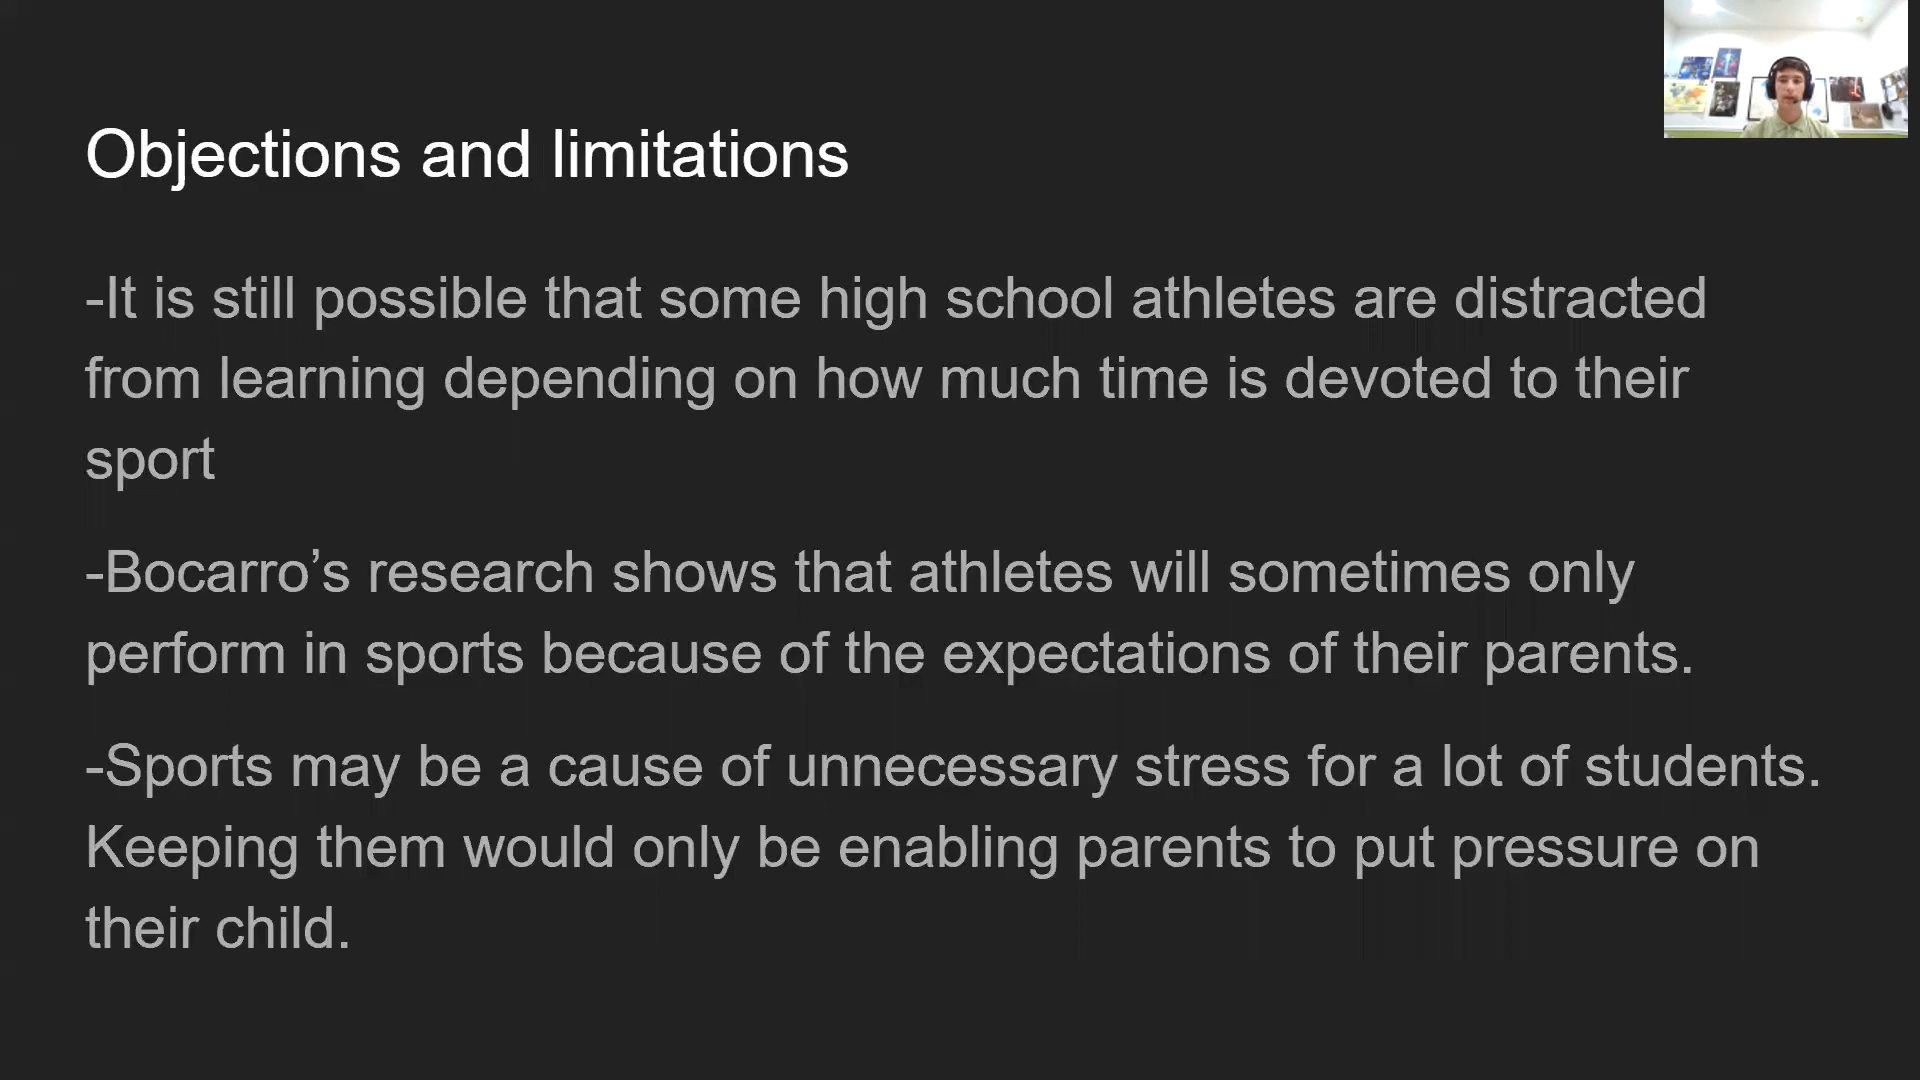 Objections and limitations
-It is still possible that some high school athletes are distracted
from learning depending on how much time is devoted to their
sport
-Bocarro’s research shows that athletes will sometimes only
perform in sports because of the expectations of their parents.
-Sports may be a cause of unnecessary stress for a lot of students.
Keeping them would only be enabling parents to put pressure on
their child.